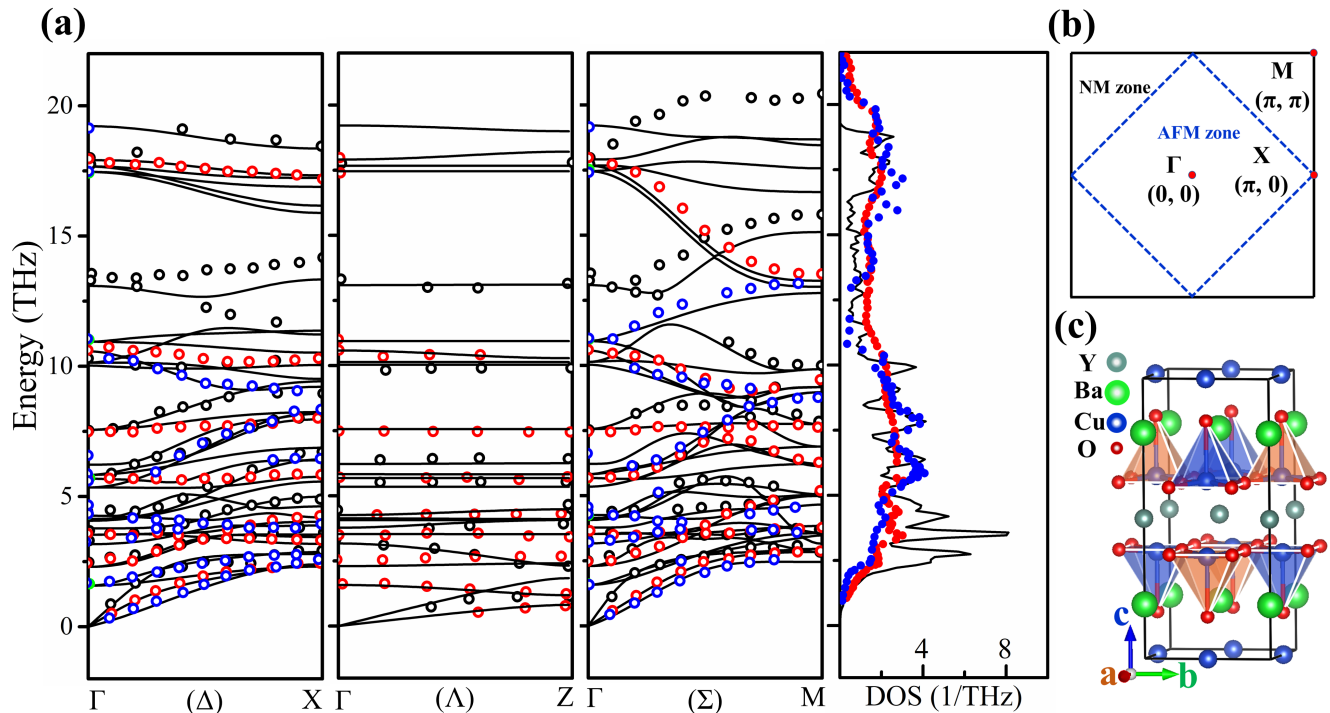 (a)
Energy (THz)
20
15
10
5
0
Γ (Δ) X
Γ (Λ) Z
Γ (Σ) M
4 8
DOS (1/THz)
(b)
NM zone
M
(π, π)
AFM zone
Γ
(0, 0)
X
(π, 0)
(c)
Y
Ba
Cu
O
c
a
b